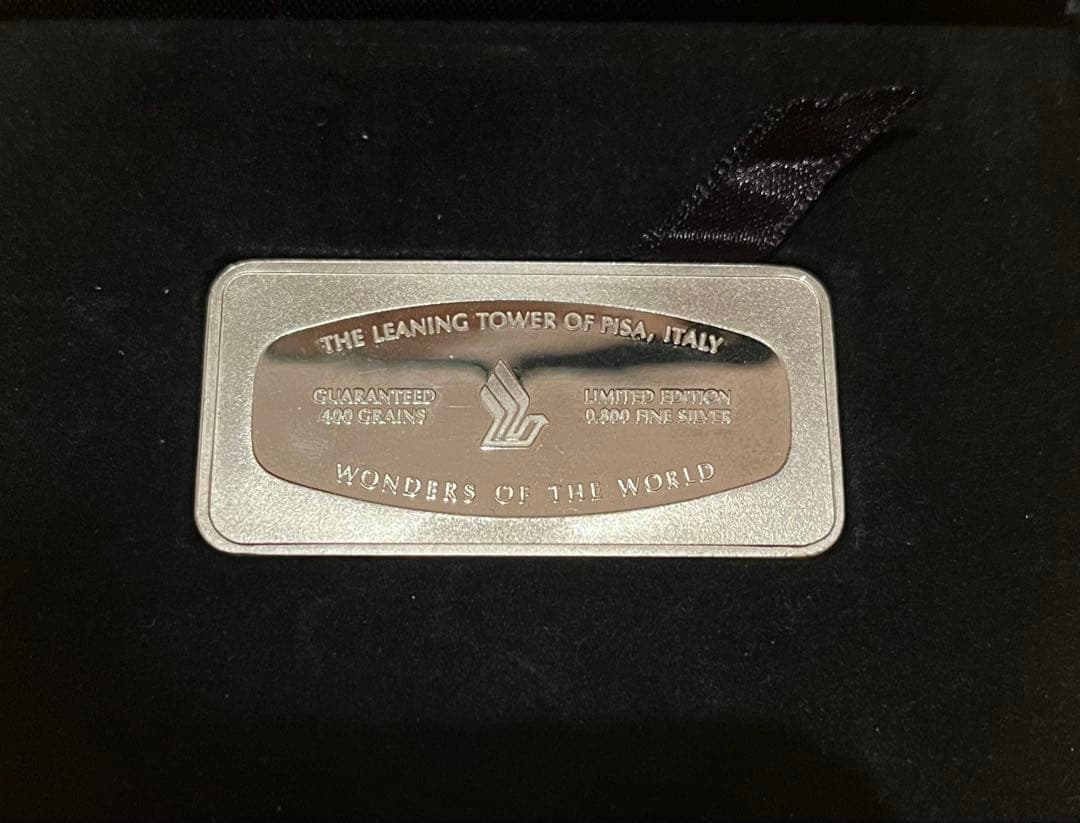 THE LEANING TOWER OF PISA, ITALY
GUARANTEED
400 GRAINS
LIMITED EDITION
0.800 FINE SILVER
WONDERS OF THE WORLD